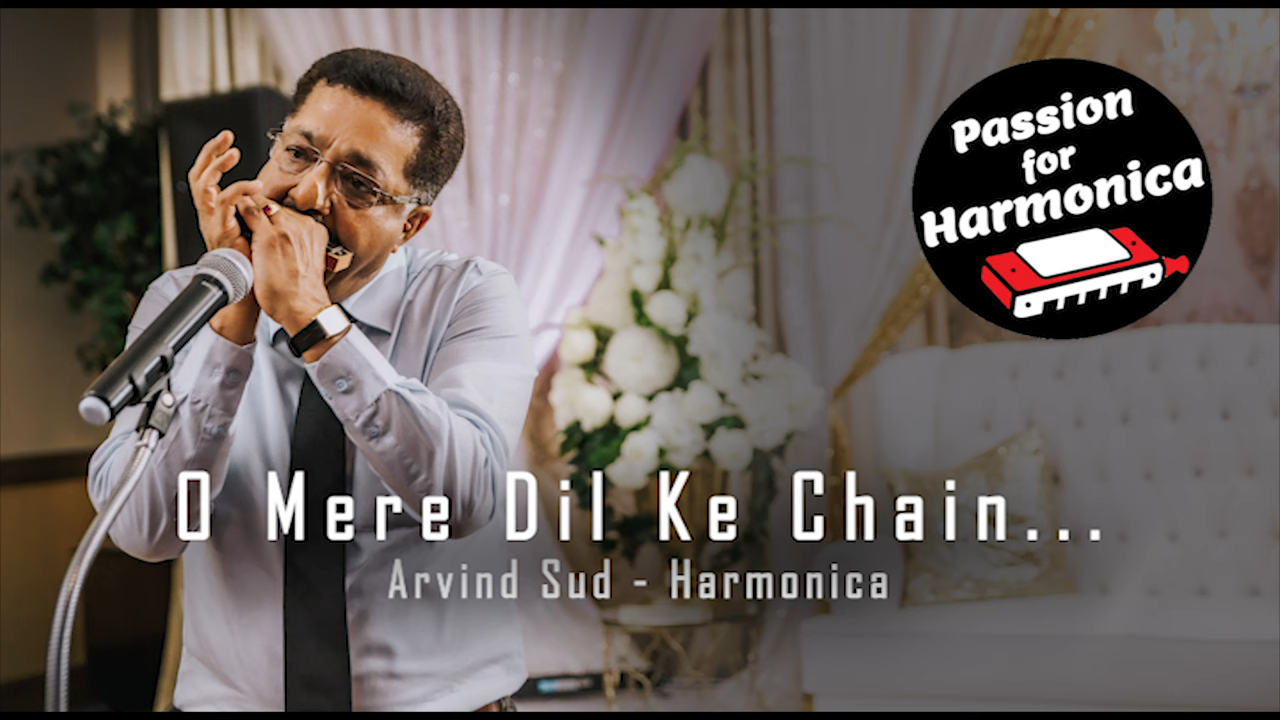 Passion
for
Harmonica
O Mere Dil Ke Chain...
Arvind Sud - Harmonica